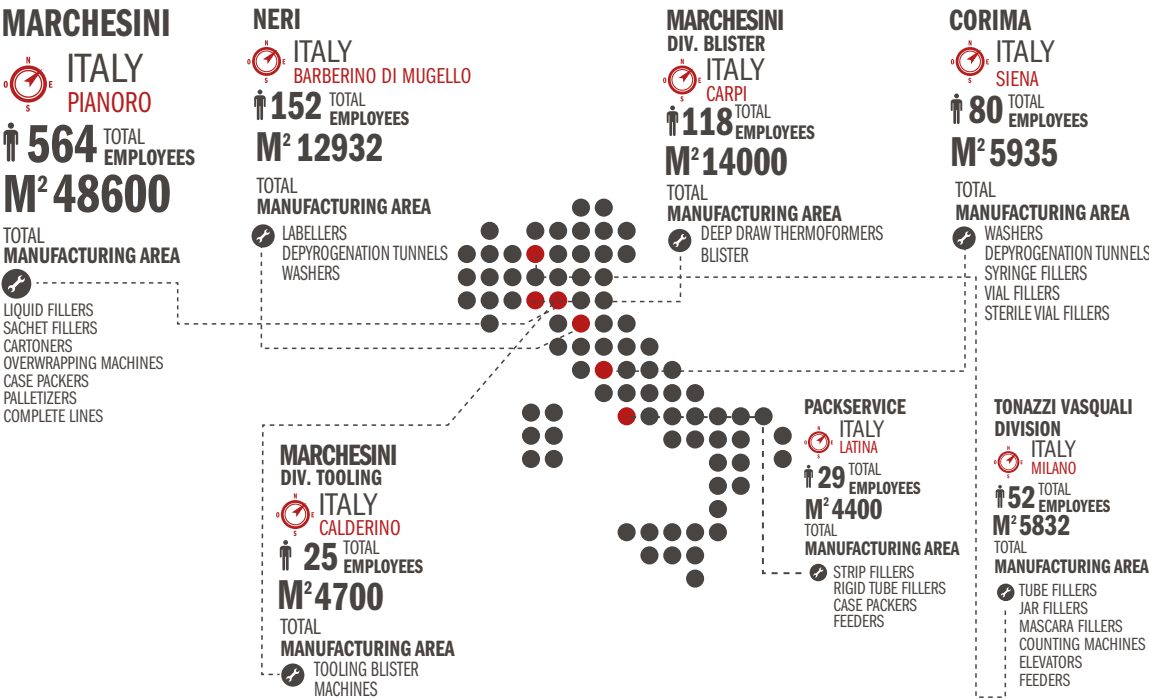 MARCHESINI
N
O
E
S
ITALY
PIANORO
564 TOTAL
EMPLOYEES
M² 48600
TOTAL
MANUFACTURING AREA
LIQUID FILLERS
SACHET FILLERS
CARTONERS
OVERWRAPPING MACHINES
CASE PACKERS
PALLETIZERS
COMPLETE LINES
NERI
N
O
E
S
ITALY
BARBERINO DI MUGELLO
152 TOTAL
EMPLOYEES
M² 12932
TOTAL
MANUFACTURING AREA
LABELLERS
DEPYROGENATION TUNNELS
WASHERS
MARCHESINI
DIV. BLISTER
N
O
E
S
ITALY
CARPI
118 TOTAL
EMPLOYEES
M² 14000
TOTAL
MANUFACTURING AREA
DEEP DRAW THERMOFORMERS
BLISTER
CORIMA
N
O
E
S
ITALY
SIENA
80 TOTAL
EMPLOYEES
M² 5935
TOTAL
MANUFACTURING AREA
WASHERS
DEPYROGENATION TUNNELS
SYRINGE FILLERS
VIAL FILLERS
STERILE VIAL FILLERS
MARCHESINI
DIV. TOOLING
N
O
E
S
ITALY
CALDERINO
25 TOTAL
EMPLOYEES
M² 4700
TOTAL
MANUFACTURING AREA
TOOLING BLISTER
MACHINES
PACKSERVICE
N
O
E
S
ITALY
LATINA
29 TOTAL
EMPLOYEES
M² 4400
TOTAL
MANUFACTURING AREA
STRIP FILLERS
RIGID TUBE FILLERS
CASE PACKERS
FEEDERS
TONAZZI VASQUALI
DIVISION
N
O
E
S
ITALY
MILANO
52 TOTAL
EMPLOYEES
M² 5832
TOTAL
MANUFACTURING AREA
TUBE FILLERS
JAR FILLERS
MASCARA FILLERS
COUNTING MACHINES
ELEVATORS
FEEDERS